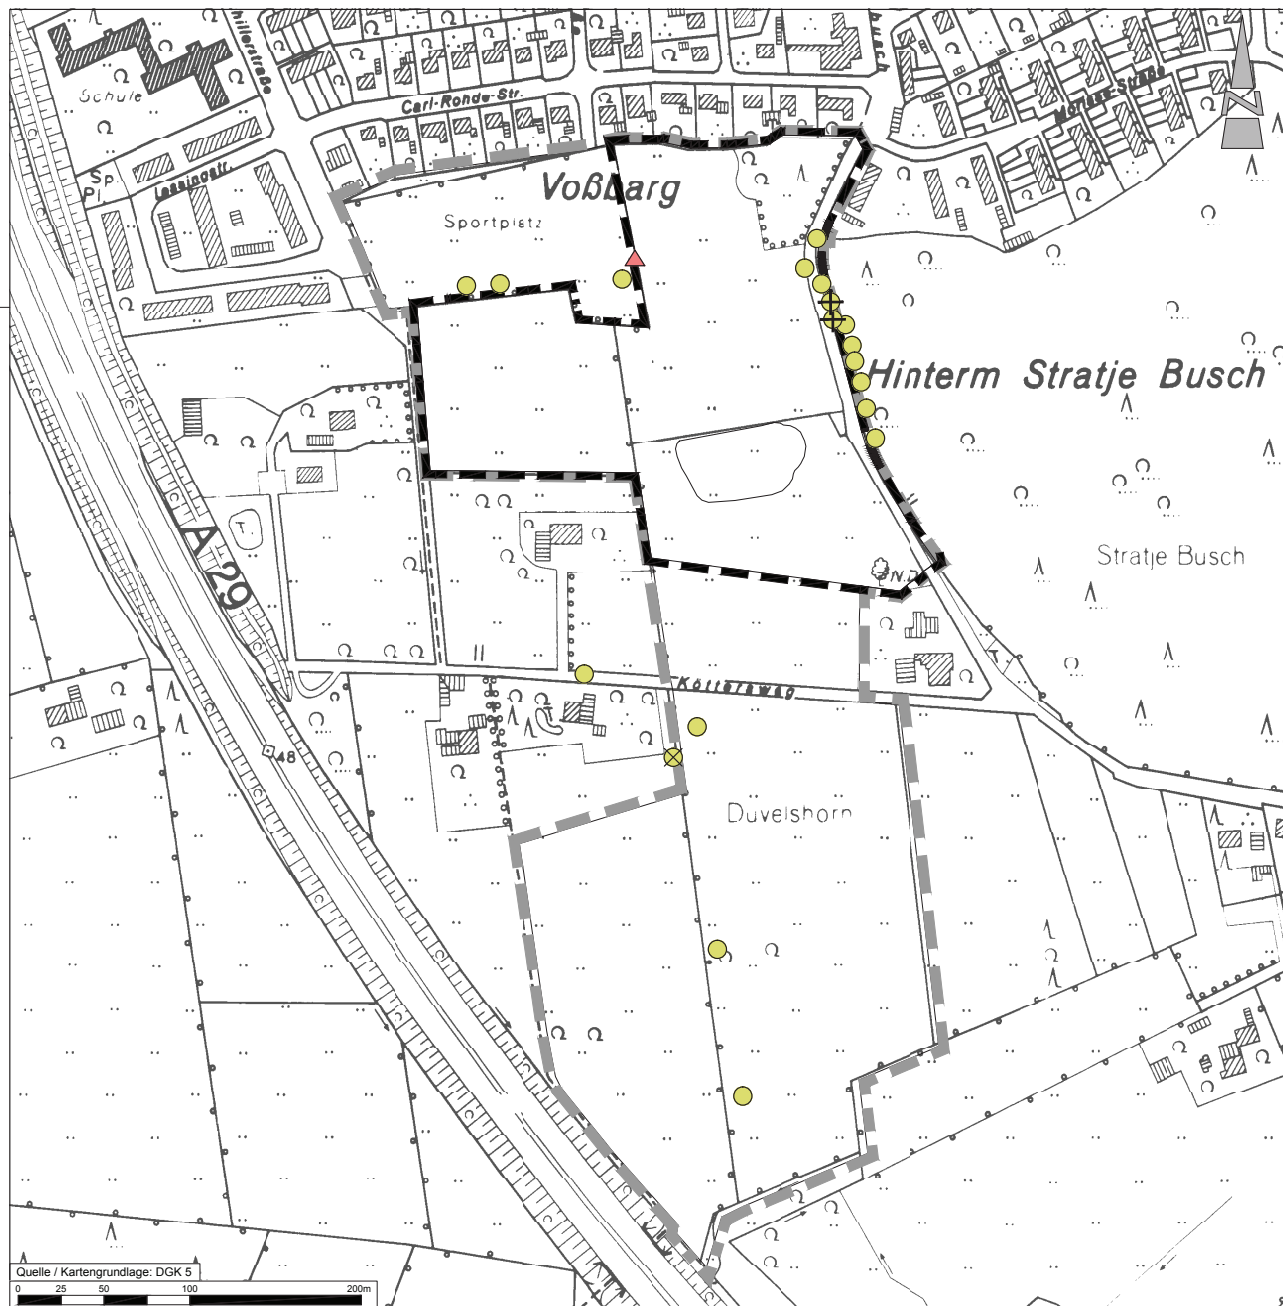 Schule
Carl-Rohde-Str.
Sp.
Pl.
Lessingstr.
Voßbarg
Sportplatz
Hinterm Stratje Busch
Stratje Busch
A 29
N.D.
T.
T.
T.
Köttersweg
48
Duvelshorn
Quelle / Kartengrundlage: DGK 5
0 25 50 100 200m